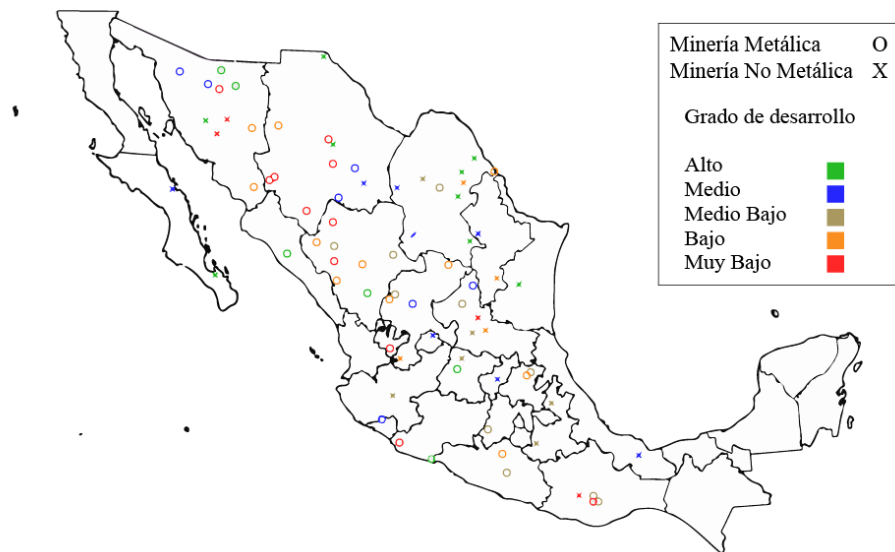 Minería Metálica O
Minería No Metálica X
Grado de desarrollo
Alto
Medio
Medio Bajo
Bajo
Muy Bajo